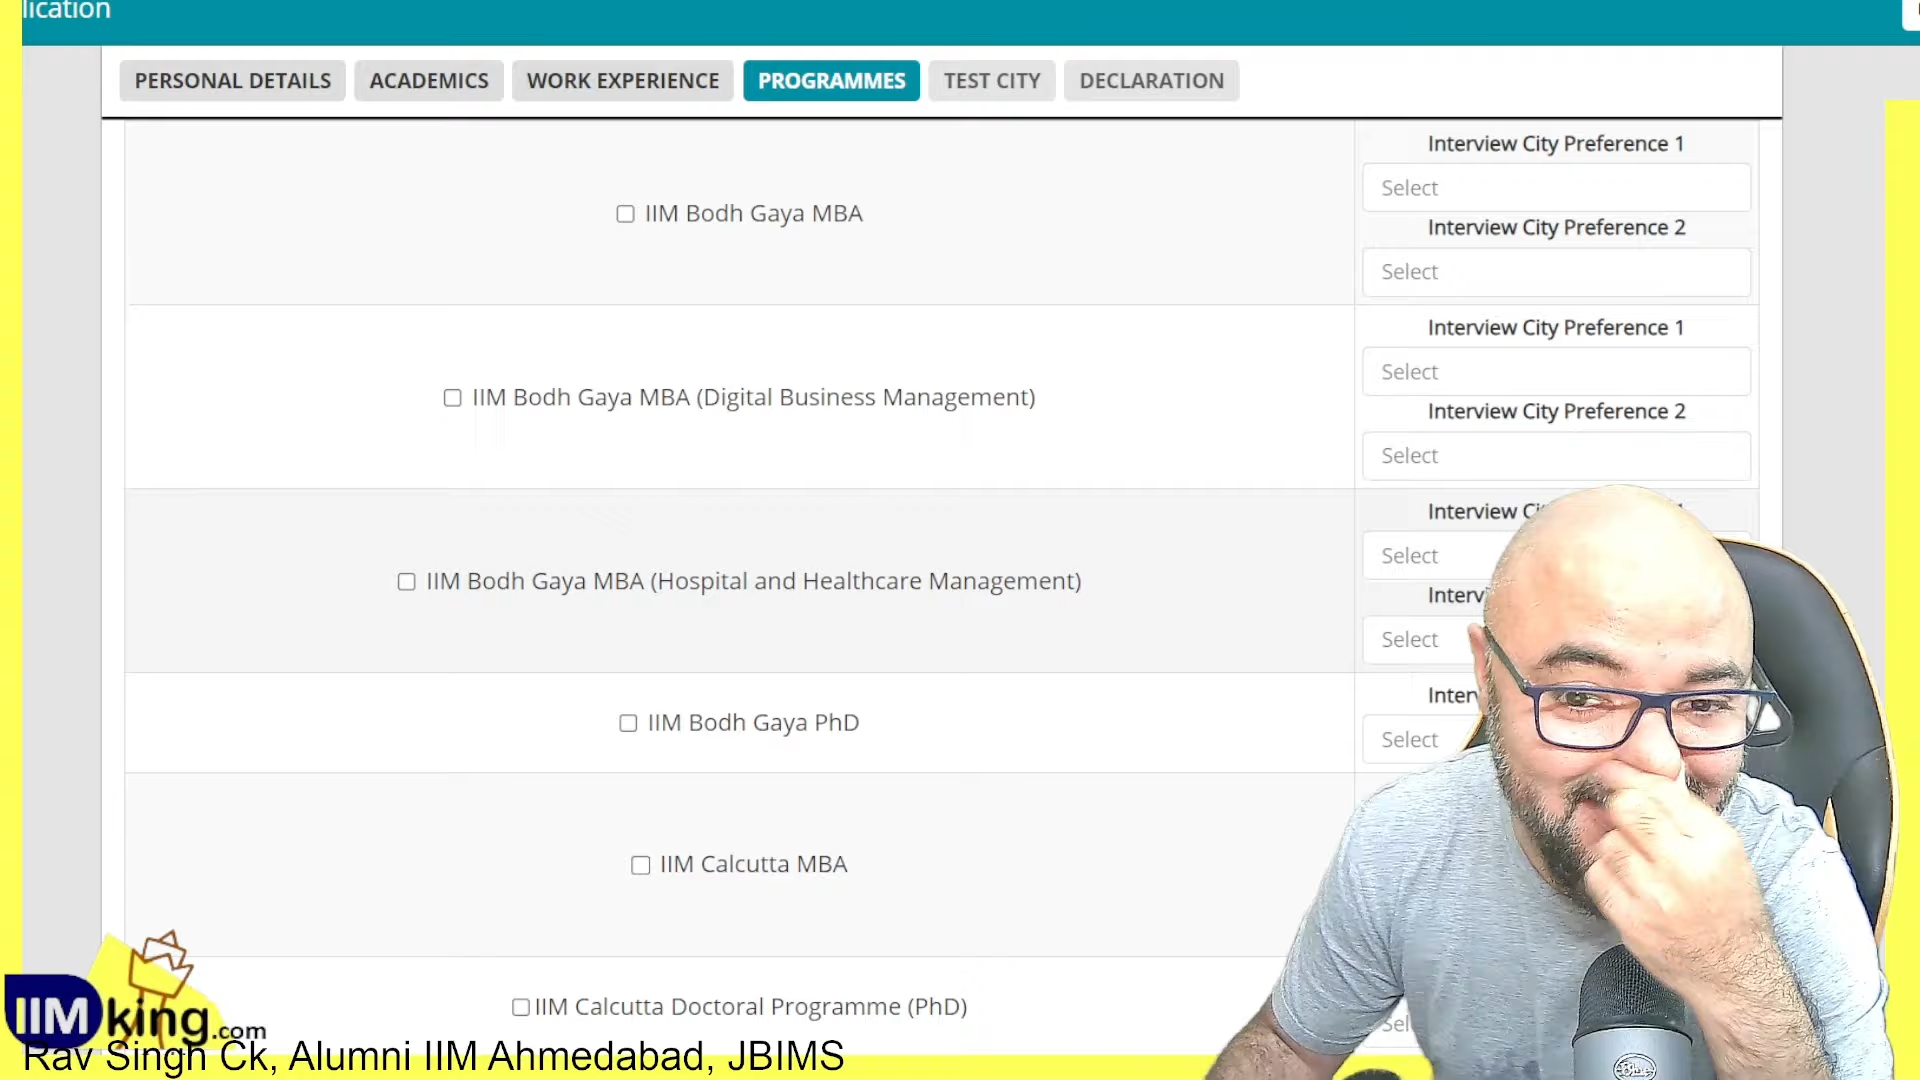 lication
PERSONAL DETAILS ACADEMICS WORK EXPERIENCE PROGRAMMES TEST CITY DECLARATION
Interview City Preference 1
Select
IIM Bodh Gaya MBA
Interview City Preference 2
Select
Interview City Preference 1
Select
IIM Bodh Gaya MBA (Digital Business Management)
Interview City Preference 2
Select
Interview
Select
IIM Bodh Gaya MBA (Hospital and Healthcare Management)
Select
IIM Bodh Gaya PhD
Select
IIM Calcutta MBA
IIM Calcutta Doctoral Programme (PhD)
IIMking.com
Rav Singh Ck, Alumni IIM Ahmedabad, JBIMS